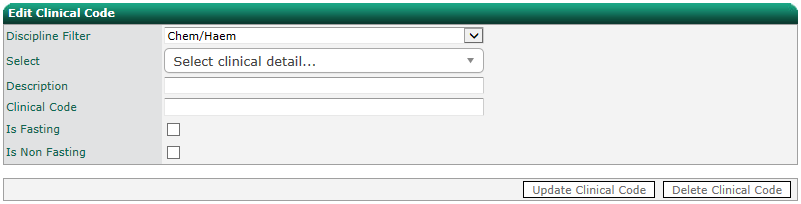 Edit Clinical Code
Discipline Filter Chem/Haem
Select Select clinical detail...
Description
Clinical Code
Is Fasting
Is Non Fasting
Update Clinical Code Delete Clinical Code